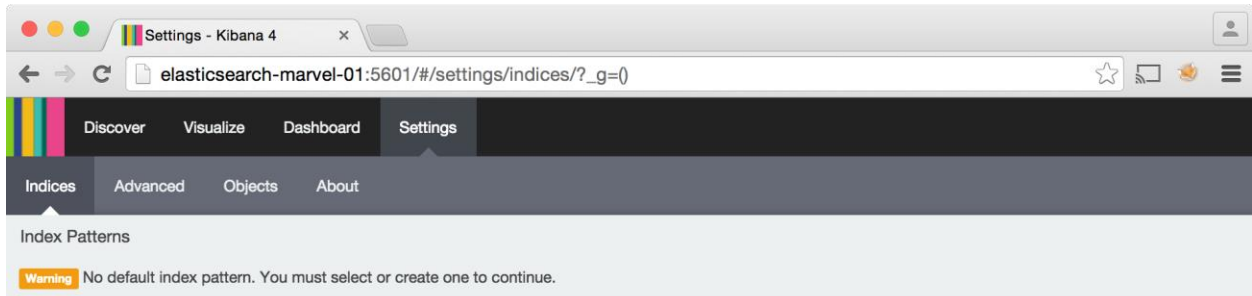 Settings - Kibana 4
elasticsearch-marvel-01:5601/#/settings/indices/?_g=()
Discover Visualize Dashboard Settings
Indices Advanced Objects About
Index Patterns
Warning No default index pattern. You must select or create one to continue.